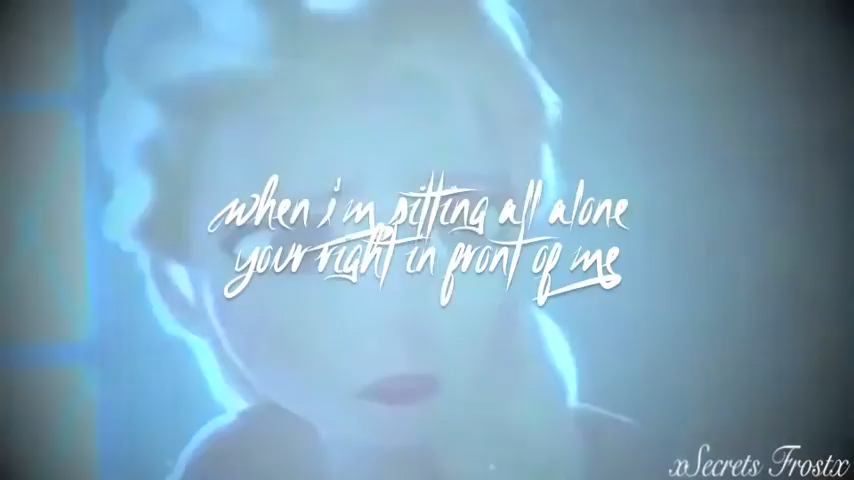 when i'm sitting all alone
your right in front of me
xSecrets Frostx